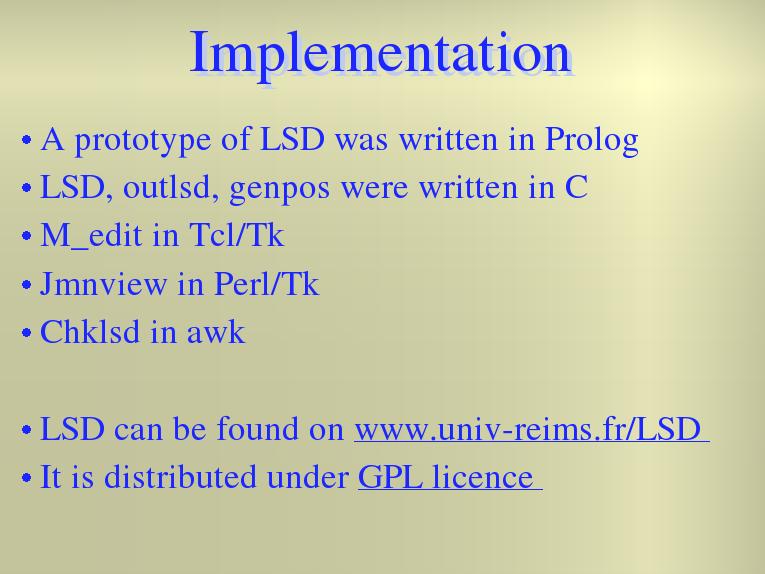 Implementation
• A prototype of LSD was written in Prolog
• LSD, outlsd, genpos were written in C
• M_edit in Tcl/Tk
• Jmnview in Perl/Tk
• Chklsd in awk
• LSD can be found on www.univ-reims.fr/LSD
• It is distributed under GPL licence